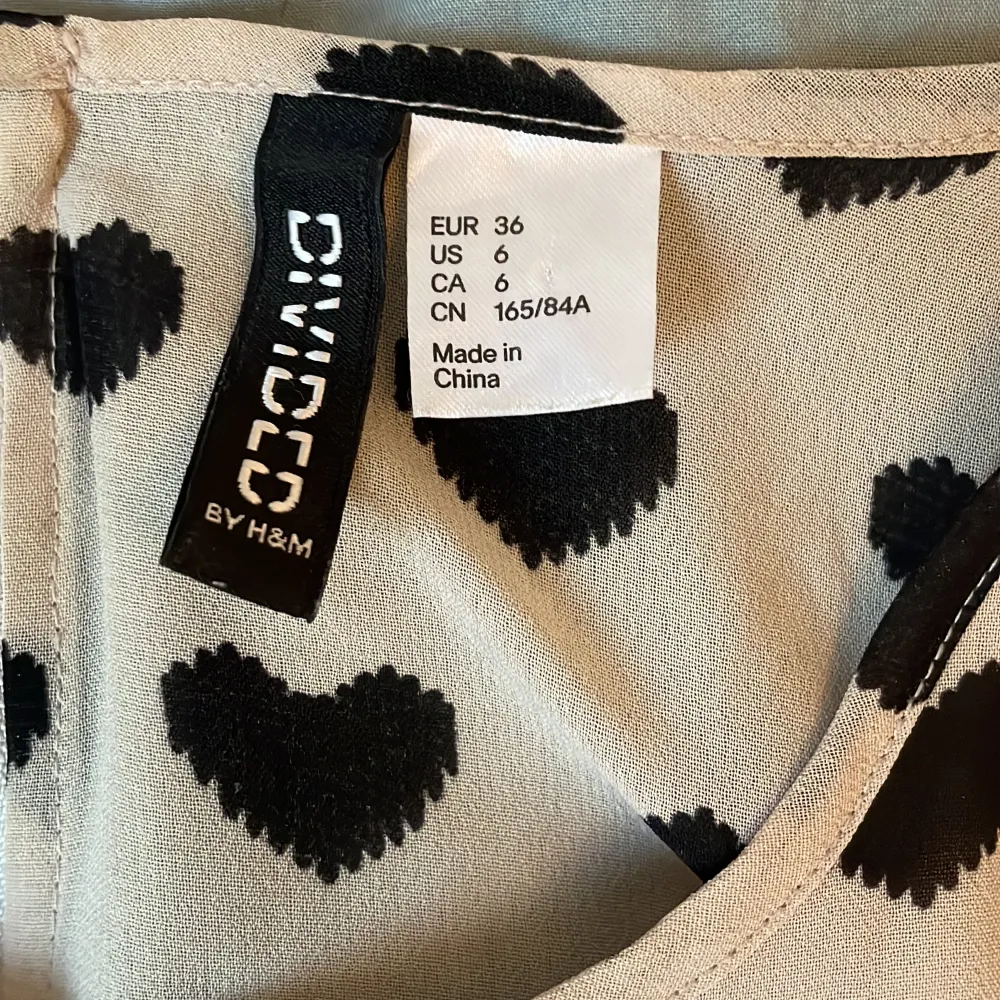 DIVIDED
BY H&M
EUR 36
US 6
CA 6
CN 165/84A
Made in
China